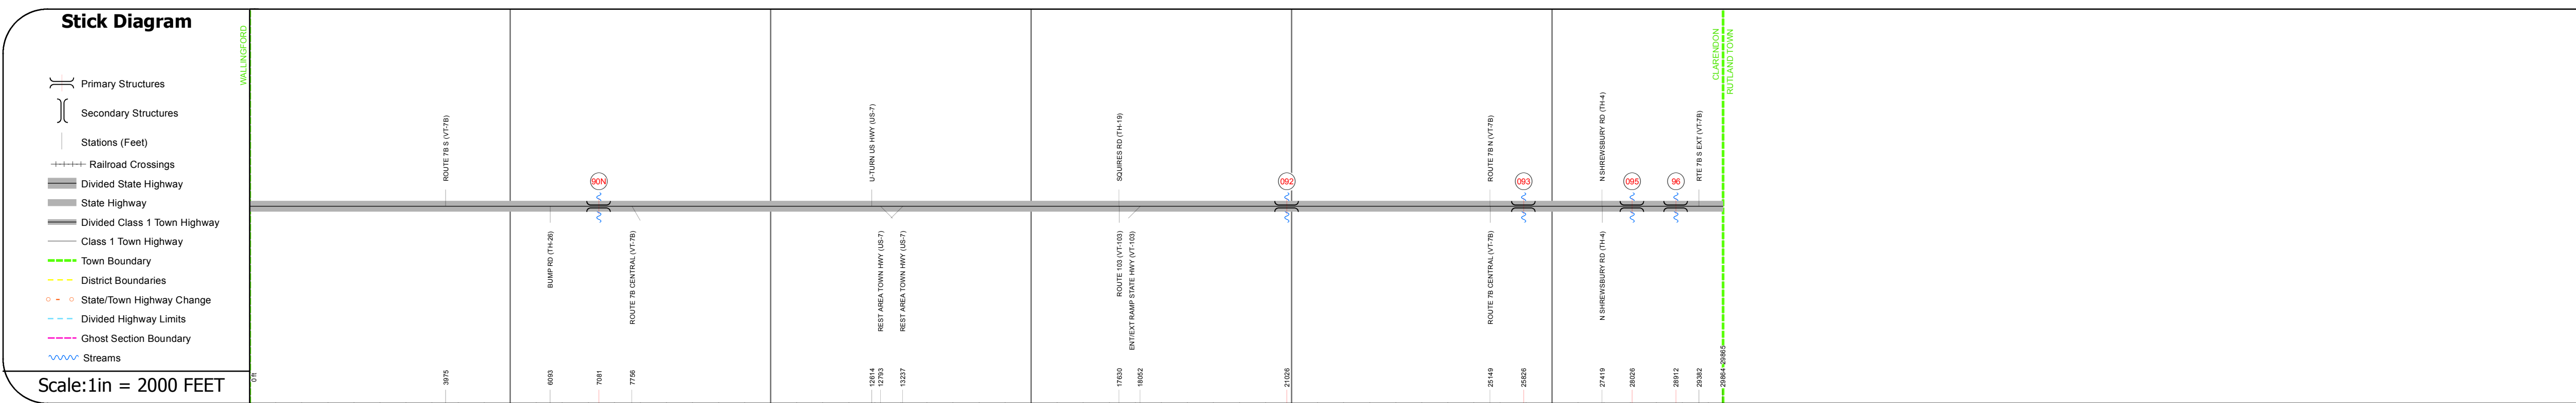 Stick Diagram
Primary Structures
Secondary Structures
Stations (Feet)
Railroad Crossings
Divided State Highway
State Highway
Divided Class 1 Town Highway
Class 1 Town Highway
Town Boundary
District Boundaries
State/Town Highway Change
Divided Highway Limits
Ghost Section Boundary
Streams
Scale:1in = 2000 FEET
WALLINGFORD
ROUTE 7B S (VT-7B)
U-TURN US HWY (US-7)
SQUIRES RD (TH-19)
ROUTE 7B N (VT-7B)
N SHREWSBURY RD (TH-4)
RTE 7B S EXT (VT-7B)
CLARENDON
RUTLAND TOWN
90N
092
093
095
96
BUMP RD (TH-26)
ROUTE 7B CENTRAL (VT-7B)
REST AREA TOWN HWY (US-7)
REST AREA TOWN HWY (US-7)
ROUTE 103 (VT-103)
ENT/EXT RAMP STATE HWY (VT-103)
ROUTE 7B CENTRAL (VT-7B)
N SHREWSBURY RD (TH-4)
0 ft
3975
6093
7081
7756
12614
12793
13237
17630
18052
21026
25149
25826
27419
28026
28912
29382
29864
29865